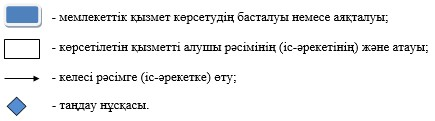 - мемлекеттік қызмет көрсетудің басталуы немесе аяқталуы;
- көрсетілетін қызметті алушы рәсімінің (іс-әрекетінің) және атауы;
- келесі рәсімге (іс-әрекетке) өту;
- таңдау нұсқасы.